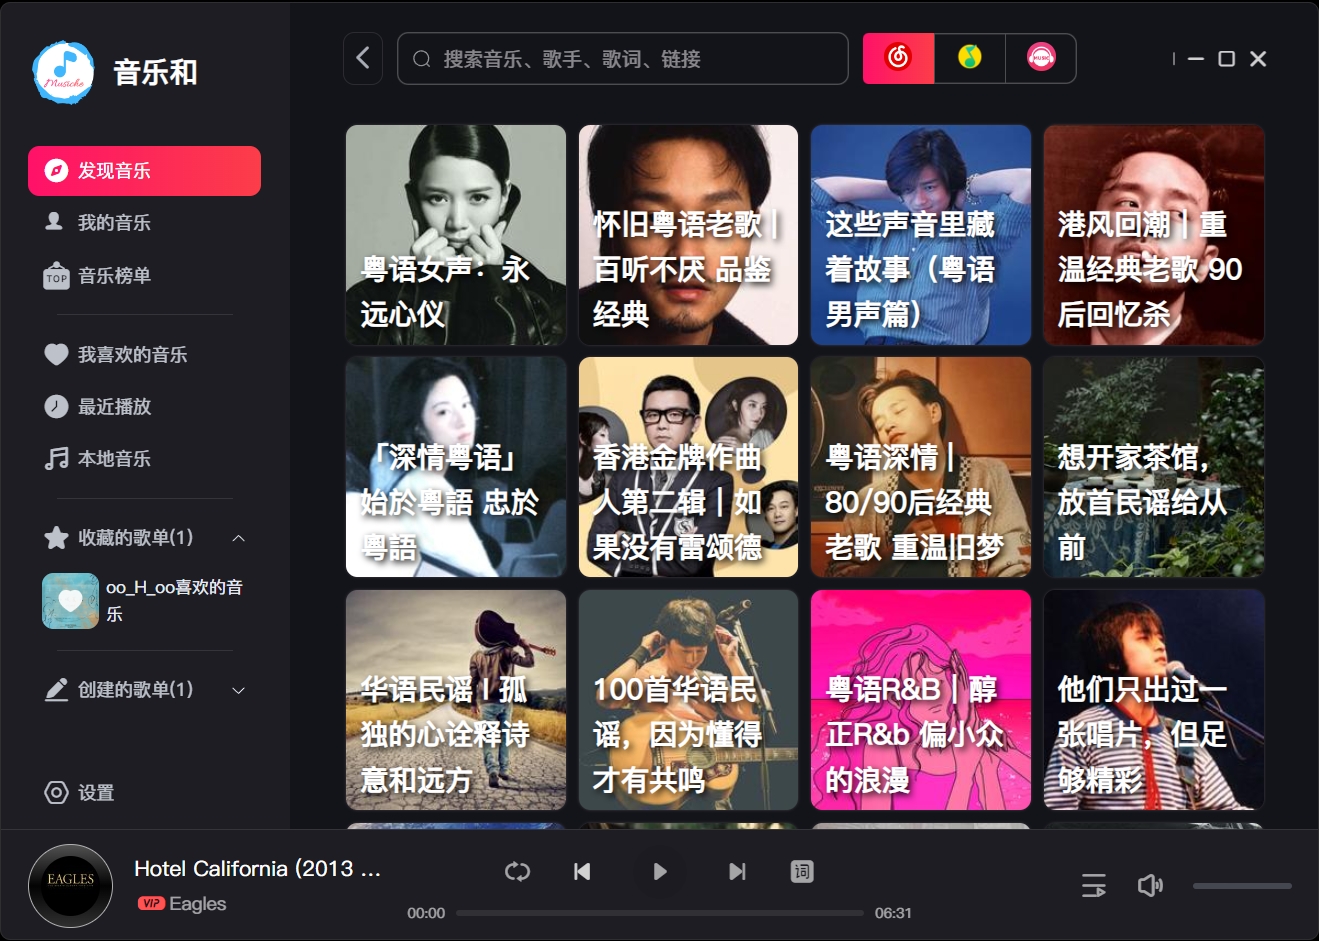 Musiche
音乐和
搜索音乐、歌手、歌词、链接
MUSIC
发现音乐
我的音乐
TOP
音乐榜单
我喜欢的音乐
最近播放
本地音乐
收藏的歌单(1)
oo_H_oo喜欢的音
乐
创建的歌单(1)
设置
粤语女声：永
远心仪
怀旧粤语老歌 |
百听不厌 品鉴
经典
这些声音里藏
着故事（粤语
男声篇）
港风回潮｜重
温经典老歌 90
后回忆杀
「深情粤语」
始於粵語 忠於
粵語
香港金牌作曲
人第二辑｜如
果没有雷颂德
粤语深情 |
80/90后经典
老歌 重温旧梦
想开家茶馆，
放首民谣给从
前
华语民谣 I 孤
独的心诠释诗
意和远方
100首华语民
谣，因为懂得
才有共鸣
粤语R&B｜醇
正R&b 偏小众
的浪漫
他们只出过一
张唱片，但足
够精彩
EAGLES
Hotel California (2013 ...
VIP Eagles
词
00:00
06:31